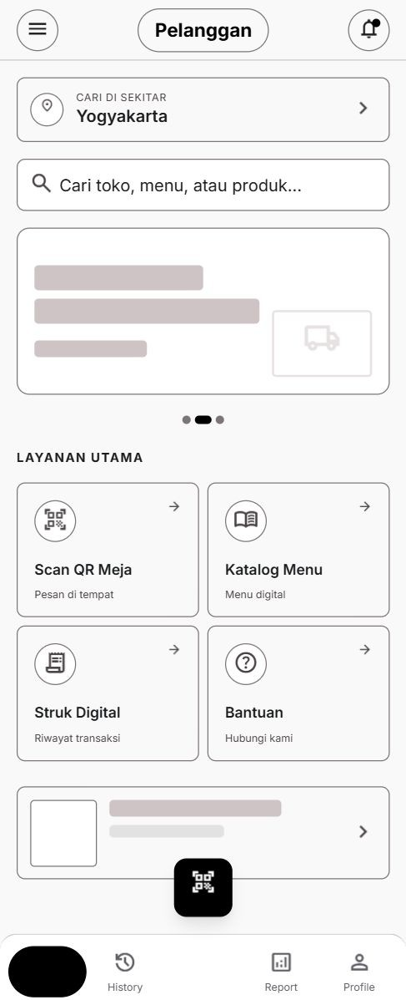 Pelanggan
CARI DI SEKITAR
Yogyakarta
Cari toko, menu, atau produk...
LAYANAN UTAMA
Scan QR Meja
Pesan di tempat
Katalog Menu
Menu digital
Struk Digital
Riwayat transaksi
Bantuan
Hubungi kami
History
Report
Profile